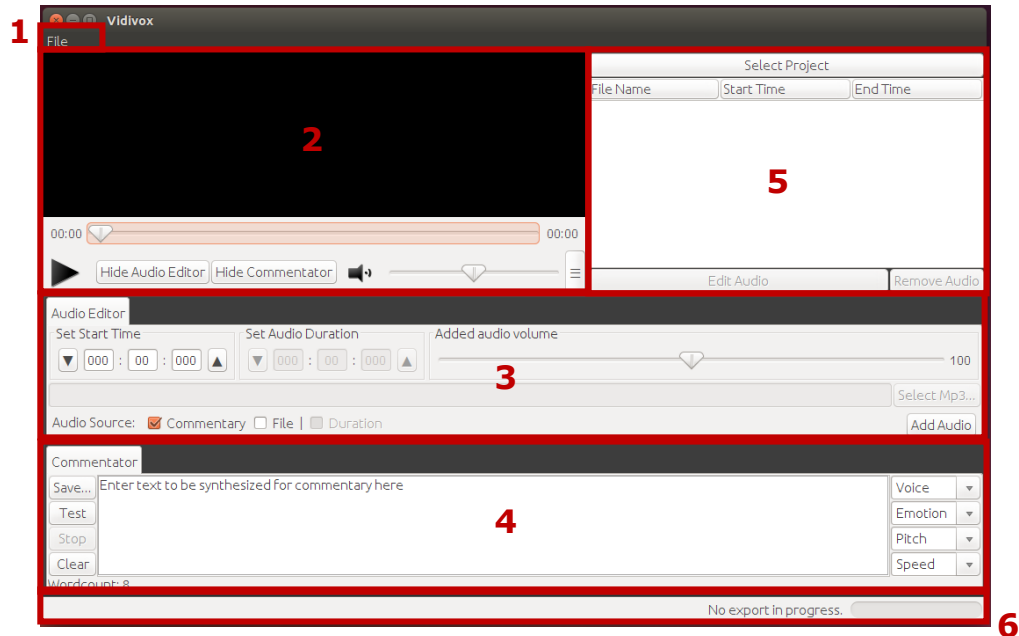 Vidivox
1
File
Select Project
File Name Start Time End Time
2
5
00:00 00:00
Hide Audio Editor Hide Commentator
Edit Audio Remove Audio
Audio Editor
Set Start Time Set Audio Duration Added audio volume
▼ 000 : 00 : 000 ▲ ▼ 000 : 00 : 000 ▲ 100
3
Select Mp3...
Audio Source: Commentary File | Duration Add Audio
Commentator
Save... Enter text to be synthesized for commentary here Voice
Test Emotion
4
Stop Pitch
Clear Speed
Wordcount: 8
No export in progress.
6